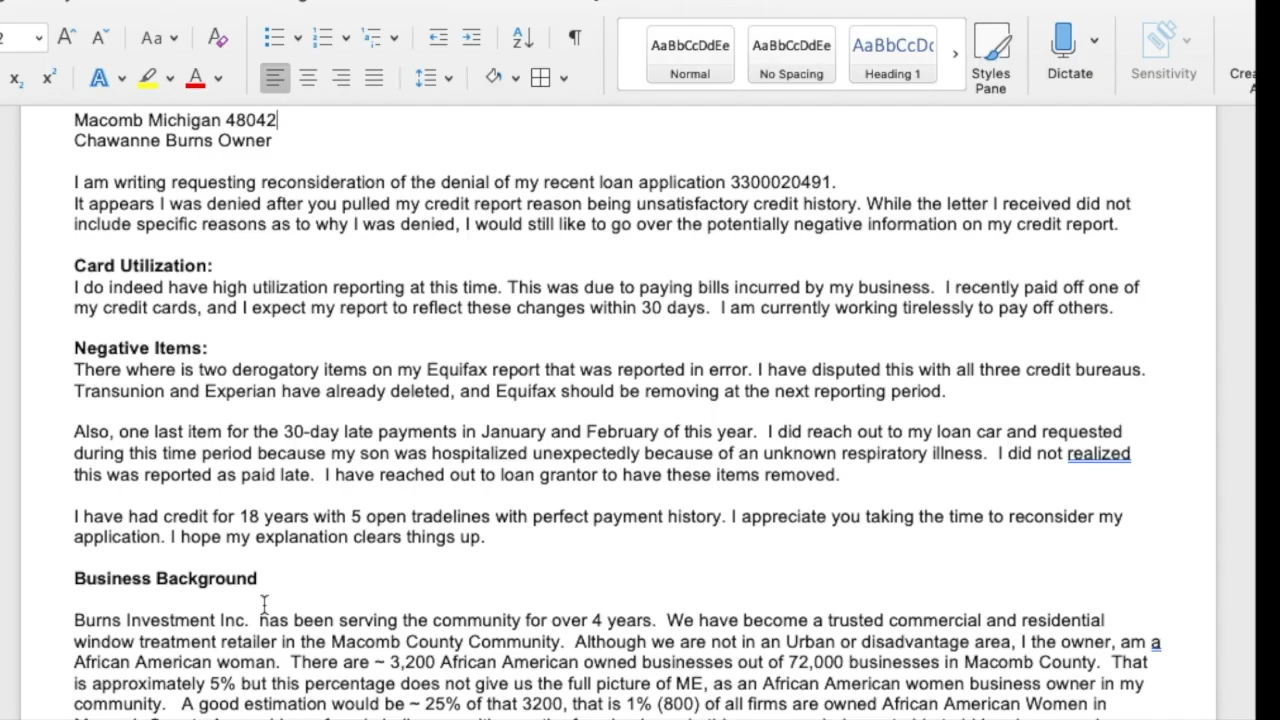 2
Aa
AaBbCcDdEe
Normal
AaBbCcDdEe
No Spacing
AaBbCcDc
Heading 1
Styles
Pane
Dictate
Sensitivity
Macomb Michigan 48042
Chawanne Burns Owner
I am writing requesting reconsideration of the denial of my recent loan application 3300020491.
It appears I was denied after you pulled my credit report reason being unsatisfactory credit history. While the letter I received did not
include specific reasons as to why I was denied, I would still like to go over the potentially negative information on my credit report.
Card Utilization:
I do indeed have high utilization reporting at this time. This was due to paying bills incurred by my business. I recently paid off one of
my credit cards, and I expect my report to reflect these changes within 30 days. I am currently working tirelessly to pay off others.
Negative Items:
There where is two derogatory items on my Equifax report that was reported in error. I have disputed this with all three credit bureaus.
Transunion and Experian have already deleted, and Equifax should be removing at the next reporting period.
Also, one last item for the 30-day late payments in January and February of this year. I did reach out to my loan car and requested
during this time period because my son was hospitalized unexpectedly because of an unknown respiratory illness. I did not realized
this was reported as paid late. I have reached out to loan grantor to have these items removed.
I have had credit for 18 years with 5 open tradelines with perfect payment history. I appreciate you taking the time to reconsider my
application. I hope my explanation clears things up.
Business Background
Burns Investment Inc. has been serving the community for over 4 years. We have become a trusted commercial and residential
window treatment retailer in the Macomb County Community. Although we are not in an Urban or disadvantage area, I the owner, am a
African American woman. There are ~ 3,200 African American owned businesses out of 72,000 businesses in Macomb County. That
is approximately 5% but this percentage does not give us the full picture of ME, as an African American women business owner in my
community. A good estimation would be ~ 25% of that 3200, that is 1% (800) of all firms are owned African American Women in